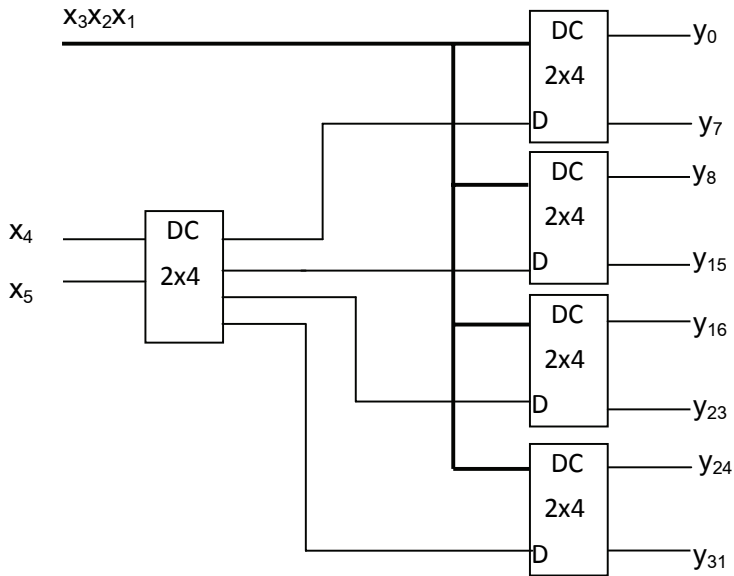 x₃x₂x₁
DC
2x4
D
y₀
y₇
DC
2x4
D
y₈
y₁₅
x₄
x₅
DC
2x4
DC
2x4
D
y₁₆
y₂₃
DC
2x4
D
y₂₄
y₃₁